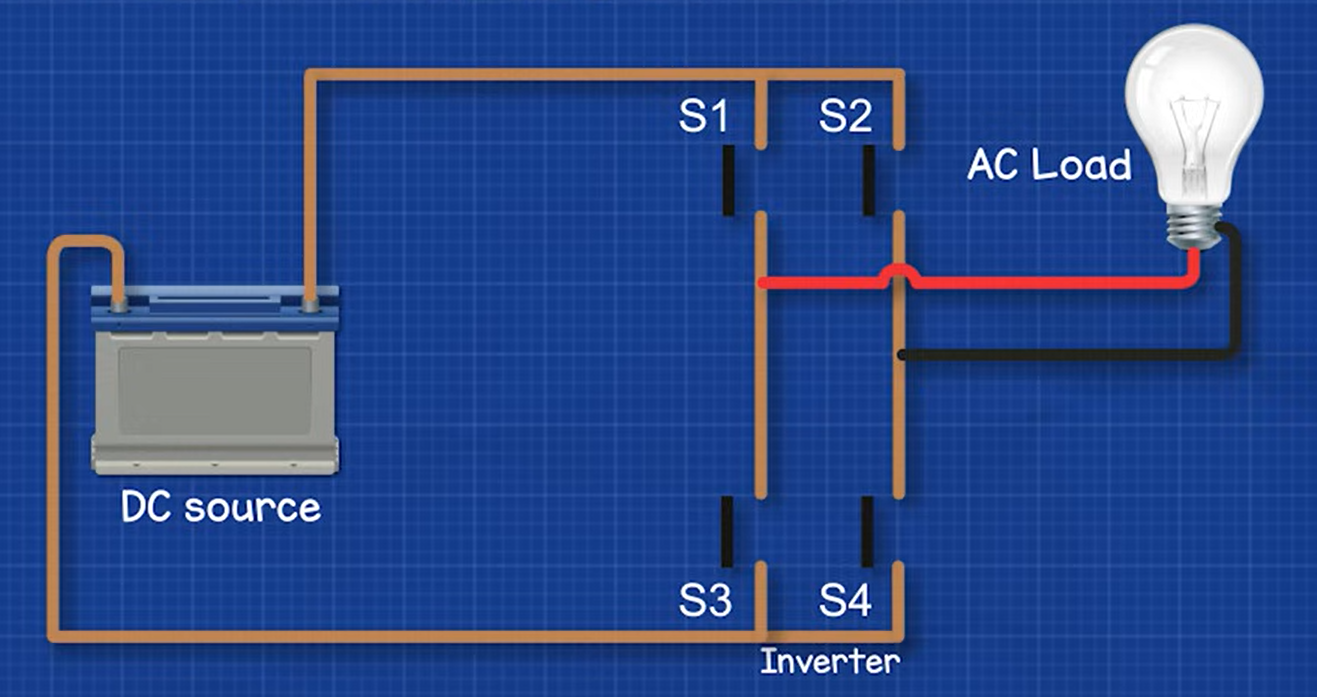 S1
S2
AC Load
DC source
S3
S4
Inverter